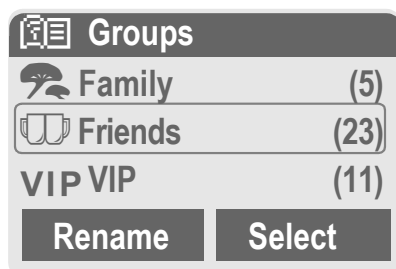 Groups
Family (5)
Friends (23)
VIP VIP (11)
Rename Select